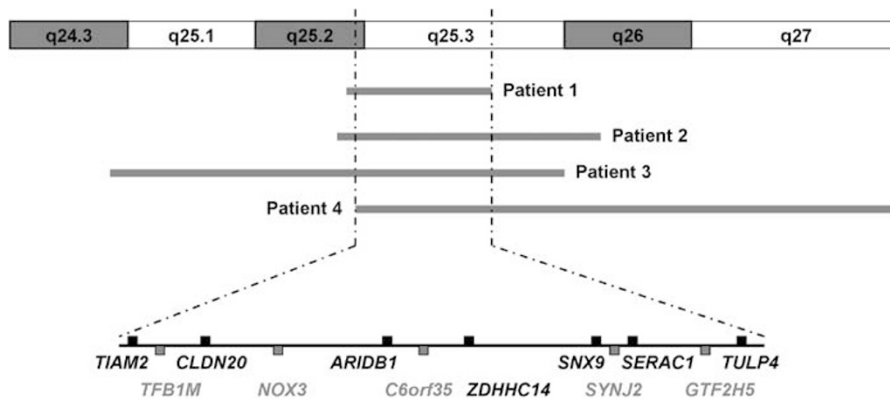 q24.3 q25.1 q25.2 q25.3 q26 q27
Patient 1
Patient 2
Patient 3
Patient 4
TIAM2 CLDN20 ARIDB1 SNX9 SERAC1 TULP4
TFB1M NOX3 C6orf35 ZDHHC14 SYNJ2 GTF2H5